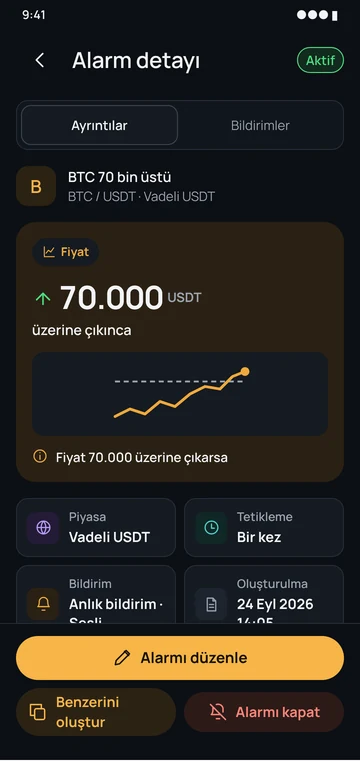 9:41
Alarm detayı
Aktif
Ayrıntılar
Bildirimler
B
BTC 70 bin üstü
BTC / USDT · Vadeli USDT
Fiyat
70.000 USDT
üzerine çıkınca
Fiyat 70.000 üzerine çıkarsa
Piyasa
Vadeli USDT
Tetikleme
Bir kez
Bildirim
Anlık bildirim ·
Sesli
Oluşturulma
24 Eyl 2026
14:05
Alarmı düzenle
Benzerini
oluştur
Alarmı kapat